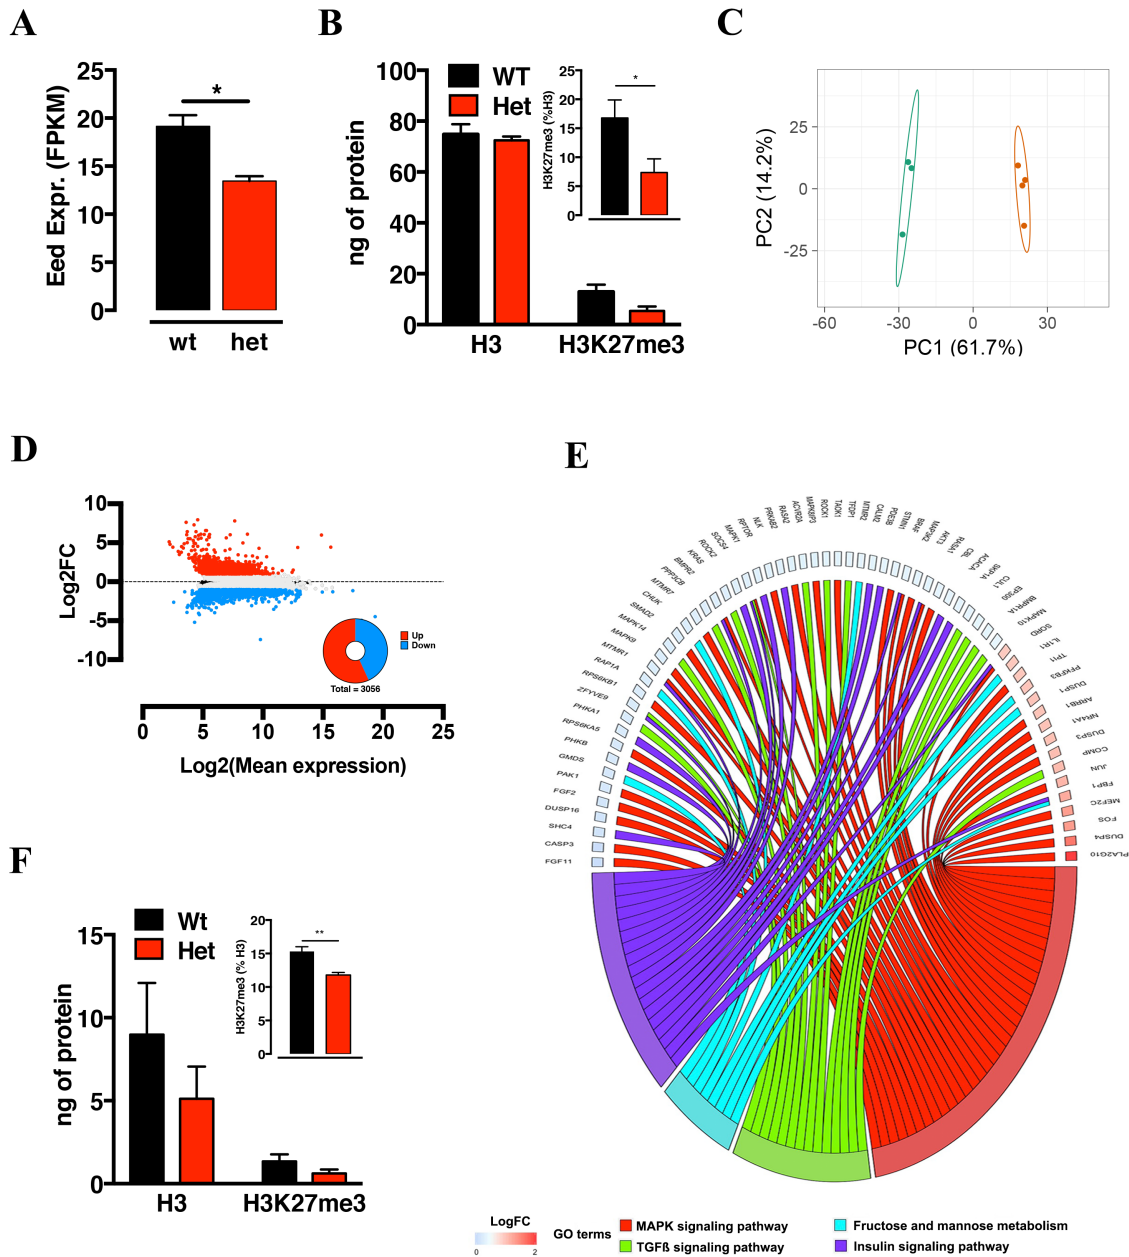 A
25
20
15
10
5
0
Eed Expr. (FPKM)
*
wt
het
B
100
80
60
40
20
0
ng of protein
WT
Het
H3
H3K27me3
25
20
15
10
5
0
H3K27me3 (%H3)
*
C
25
0
-25
PC2 (14.2%)
-60
-30
0
30
PC1 (61.7%)
D
10
5
0
-5
-10
Log2FC
Up
Down
Total = 3056
0
5
10
15
20
25
Log2(Mean expression)
E
FGF11
CASP3
SHC4
DUSP16
FGF2
PAK1
GMDS
PHKB
RPS6KA5
PHKA1
ZFYVE9
RPS6KB1
RAP1A
MTMR1
MAPK9
MAPK14
SMAD2
CHUK
MTMR7
PPP3CB
BMPR2
KRAS
ROCK2
SOCS4
MAPK1
RPTOR
NLK
PRKAB2
RASA2
ACVR2A
MAPK8IP3
ROCK1
TAOK1
TFDP1
MTMR2
CALM2
PDE3B
STMN1
BRAF
MAP3K2
AKT3
RASA1
CBL
ACACA
SKP1A
CUL1
EP300
BMPR1A
MAPK10
SORD
IL1R1
TPI1
PFKFB3
DUSP1
ARRB1
NR4A1
DUSP3
COMP
JUN
FBP1
MEF2C
FOS
DUSP4
PLA2G10
LogFC
0
2
GO terms
MAPK signaling pathway
TGFß signaling pathway
Fructose and mannose metabolism
Insulin signaling pathway
F
15
10
5
0
ng of protein
Wt
Het
H3
H3K27me3
20
15
10
5
0
H3K27me3 (% H3)
**